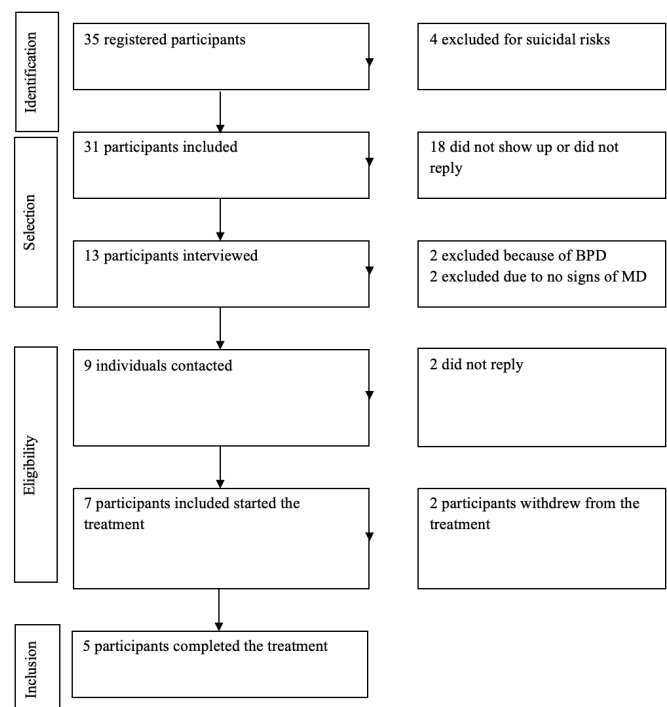 Identification
35 registered participants
4 excluded for suicidal risks
Selection
31 participants included
18 did not show up or did not
reply
13 participants interviewed
2 excluded because of BPD
2 excluded due to no signs of MD
Eligibility
9 individuals contacted
2 did not reply
7 participants included started the
treatment
2 participants withdrew from the
treatment
Inclusion
5 participants completed the treatment